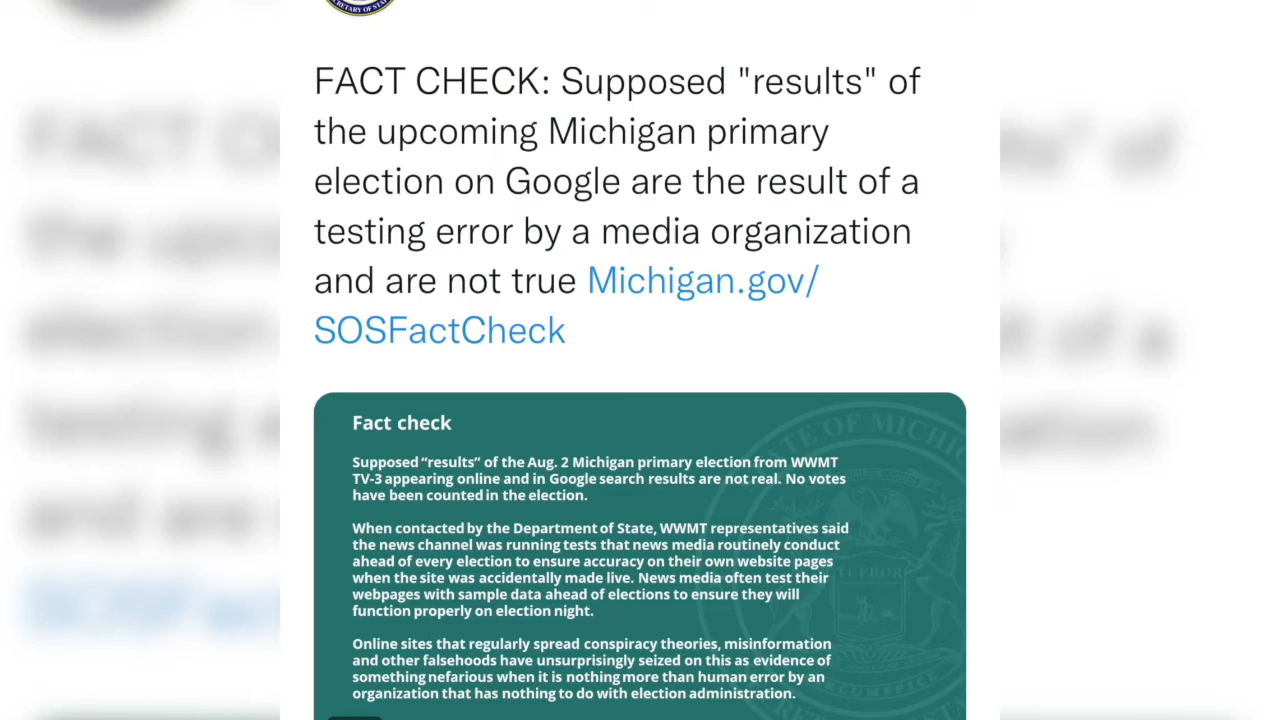 FACT CHECK: Supposed "results" of
the upcoming Michigan primary
election on Google are the result of a
testing error by a media organization
and are not true Michigan.gov/
SOSFactCheck
Fact check
Supposed “results” of the Aug. 2 Michigan primary election from WWMT
TV-3 appearing online and in Google search results are not real. No votes
have been counted in the election.
When contacted by the Department of State, WWMT representatives said
the news channel was running tests that news media routinely conduct
ahead of every election to ensure accuracy on their own website pages
when the site was accidentally made live. News media often test their
webpages with sample data ahead of elections to ensure they will
function properly on election night.
Online sites that regularly spread conspiracy theories, misinformation
and other falsehoods have unsurprisingly seized on this as evidence of
something nefarious when it is nothing more than human error by an
organization that has nothing to do with election administration.